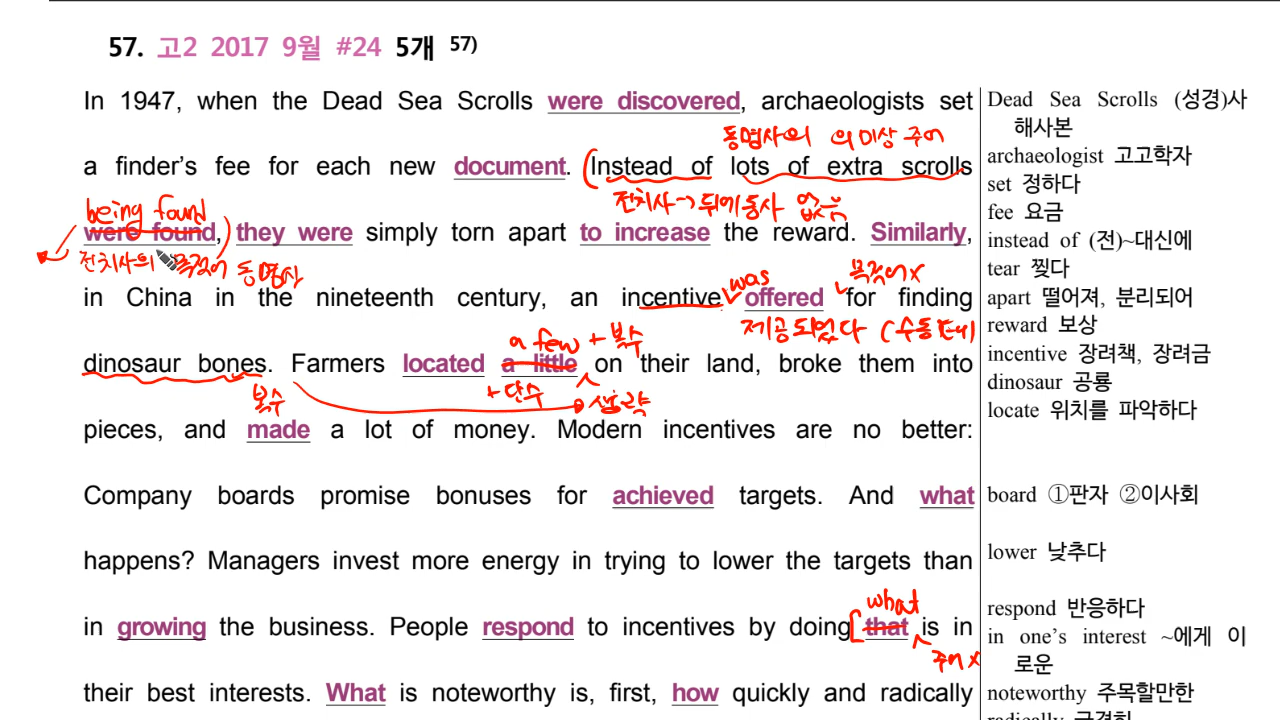 57. 고2 2017 9월 #24 5개 57)
In 1947, when the Dead Sea Scrolls were discovered, archaeologists set
동명사의 의미상 주어
a finder's fee for each new document. (Instead of lots of extra scrolls
전치사→뒤에 동사 없음
being found
were found,) they were simply torn apart to increase the reward. Similarly,
전치사의 목적어 동명사
was 목적어x
in China in the nineteenth century, an incentive offered for finding
제공되었다 (수동태)
a few + 복수
dinosaur bones. Farmers located a little on their land, broke them into
복수 + 단수 생략
pieces, and made a lot of money. Modern incentives are no better:
Company boards promise bonuses for achieved targets. And what
happens? Managers invest more energy in trying to lower the targets than
what
in growing the business. People respond to incentives by doing [that is in
주어x
their best interests. What is noteworthy is, first, how quickly and radically
Dead Sea Scrolls (성경)사
해사본
archaeologist 고고학자
set 정하다
fee 요금
instead of (전)~대신에
tear 찢다
apart 떨어져, 분리되어
reward 보상
incentive 장려책, 장려금
dinosaur 공룡
locate 위치를 파악하다
board ①판자 ②이사회
lower 낮추다
respond 반응하다
in one's interest ~에게 이
로운
noteworthy 주목할만한
radically 급격히